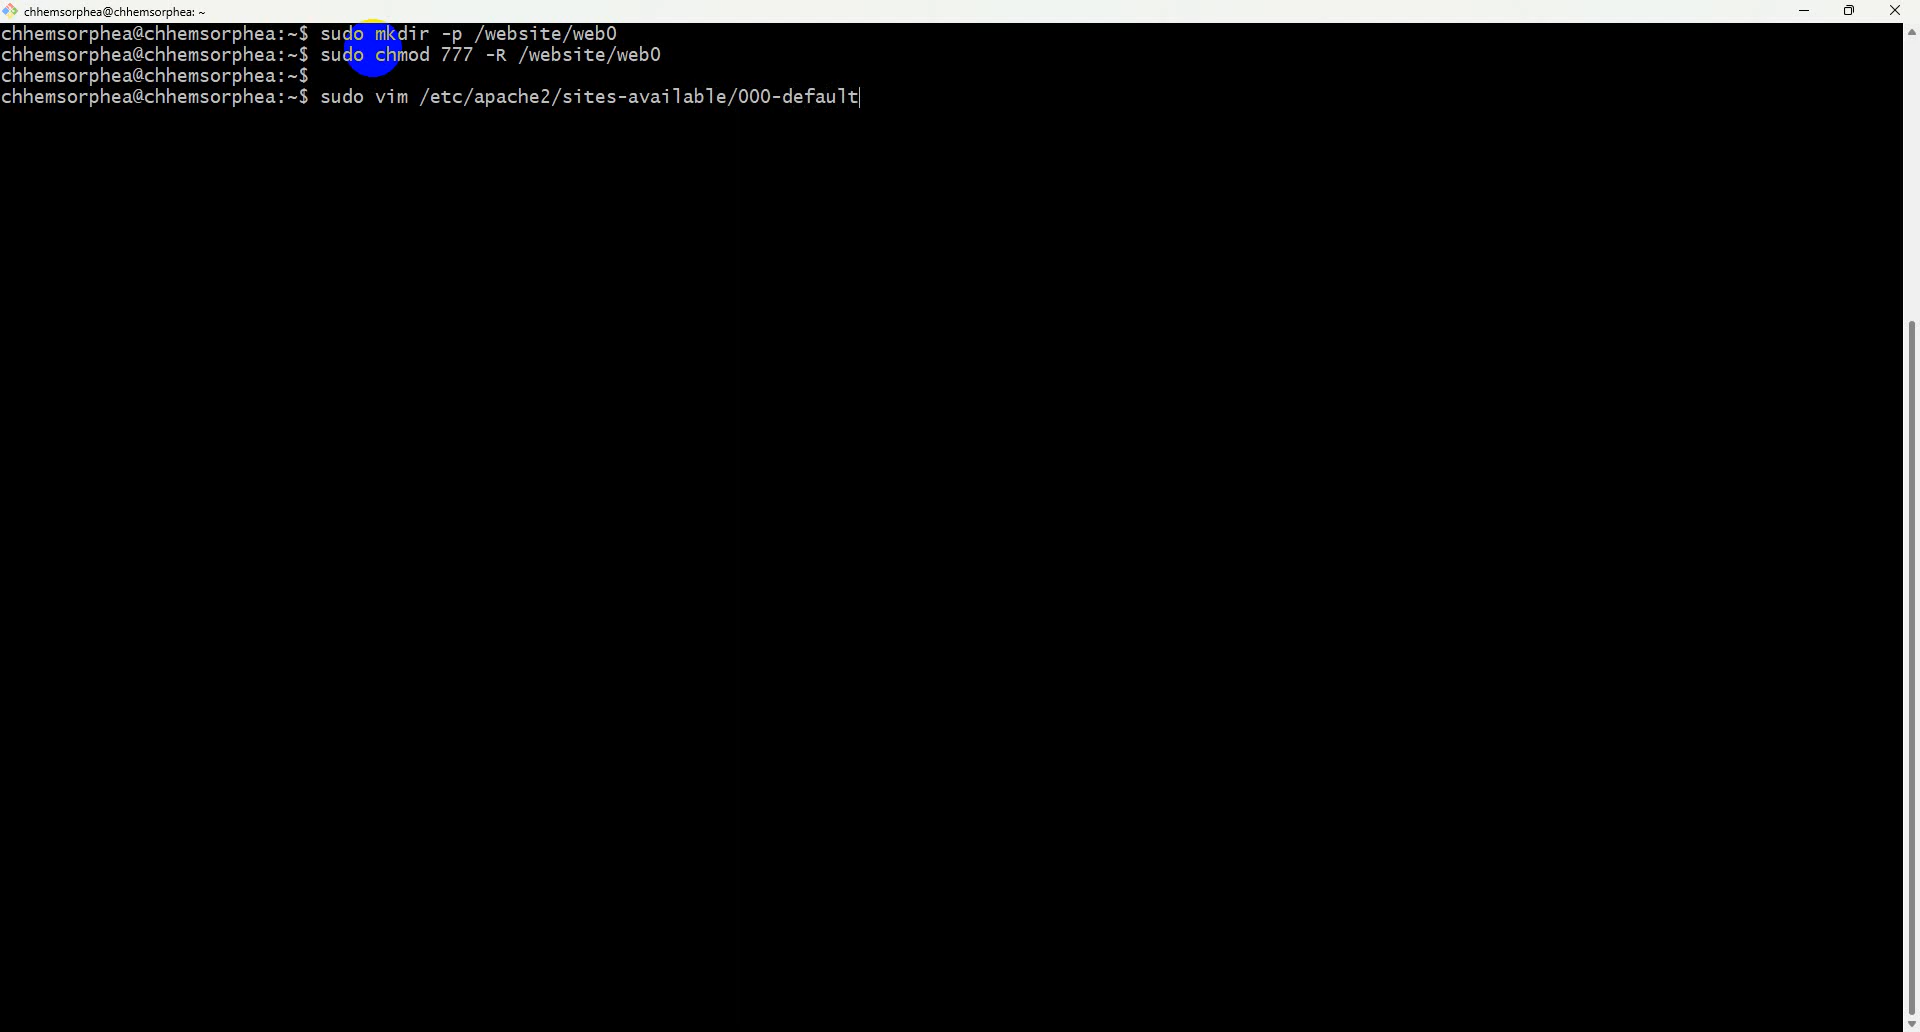 chhemsorphea@chhemsorphea: ~
chhemsorphea@chhemsorphea:~$ sudo mkdir -p /website/web0
chhemsorphea@chhemsorphea:~$ sudo chmod 777 -R /website/web0
chhemsorphea@chhemsorphea:~$
chhemsorphea@chhemsorphea:~$ sudo vim /etc/apache2/sites-available/000-default